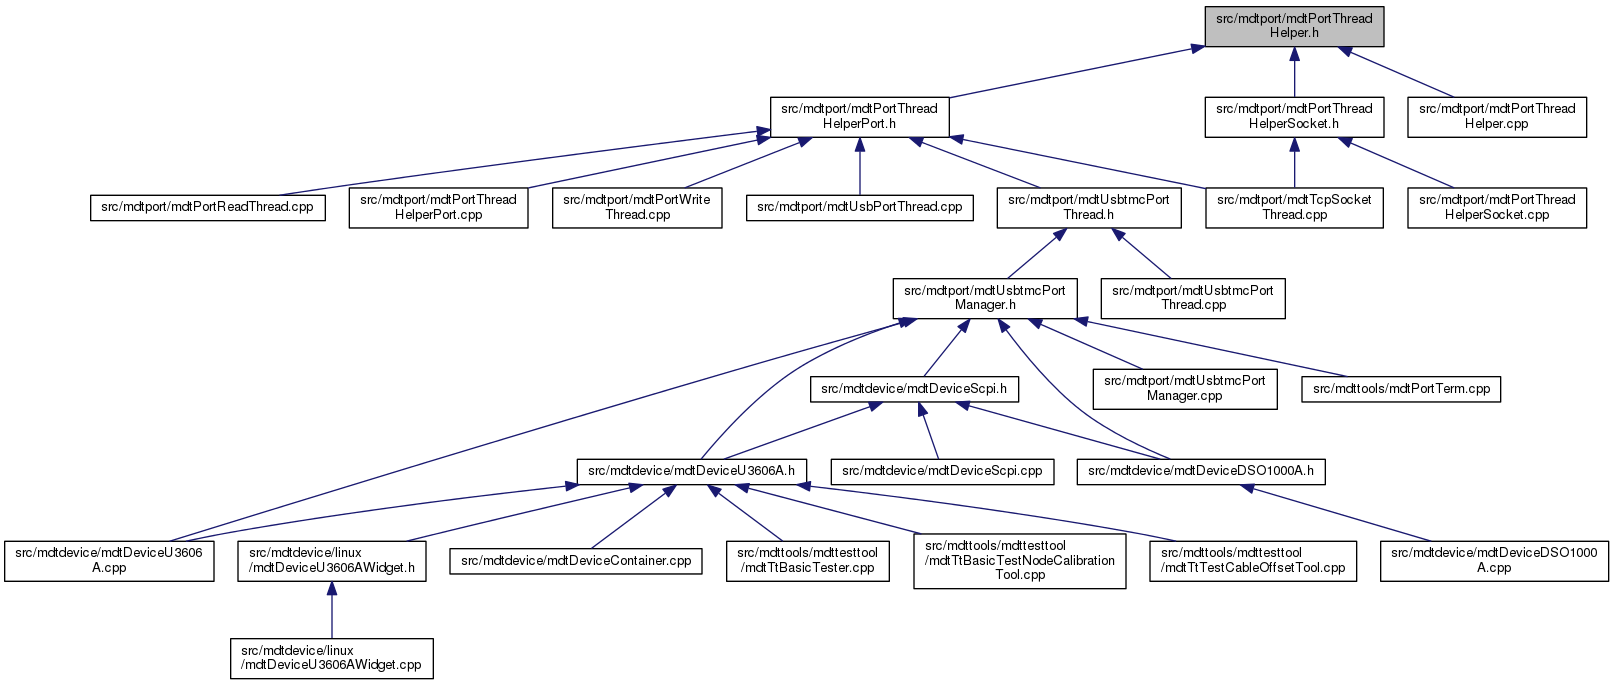 src/mdtport/mdtPortThread
Helper.h
src/mdtport/mdtPortThread
HelperPort.h
src/mdtport/mdtPortThread
HelperSocket.h
src/mdtport/mdtPortThread
Helper.cpp
src/mdtport/mdtPortReadThread.cpp
src/mdtport/mdtPortThread
HelperPort.cpp
src/mdtport/mdtPortWrite
Thread.cpp
src/mdtport/mdtUsbPortThread.cpp
src/mdtport/mdtUsbtmcPort
Thread.h
src/mdtport/mdtTcpSocket
Thread.cpp
src/mdtport/mdtPortThread
HelperSocket.cpp
src/mdtport/mdtUsbtmcPort
Manager.h
src/mdtport/mdtUsbtmcPort
Thread.cpp
src/mdtdevice/mdtDeviceScpi.h
src/mdtport/mdtUsbtmcPort
Manager.cpp
src/mdttools/mdtPortTerm.cpp
src/mdtdevice/mdtDeviceU3606A.h
src/mdtdevice/mdtDeviceScpi.cpp
src/mdtdevice/mdtDeviceDSO1000A.h
src/mdtdevice/mdtDeviceU3606
A.cpp
src/mdtdevice/linux
/mdtDeviceU3606AWidget.h
src/mdtdevice/mdtDeviceContainer.cpp
src/mdttools/mdttesttool
/mdtTtBasicTester.cpp
src/mdttools/mdttesttool
/mdtTtBasicTestNodeCalibration
Tool.cpp
src/mdttools/mdttesttool
/mdtTtTestCableOffsetTool.cpp
src/mdtdevice/mdtDeviceDSO1000
A.cpp
src/mdtdevice/linux
/mdtDeviceU3606AWidget.cpp